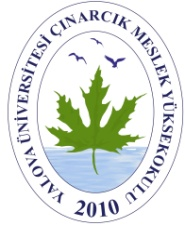 YALOVA ÜNİVERSİTESİ ÇINARCIK MESLEK YÜKSEKOKULU
2010